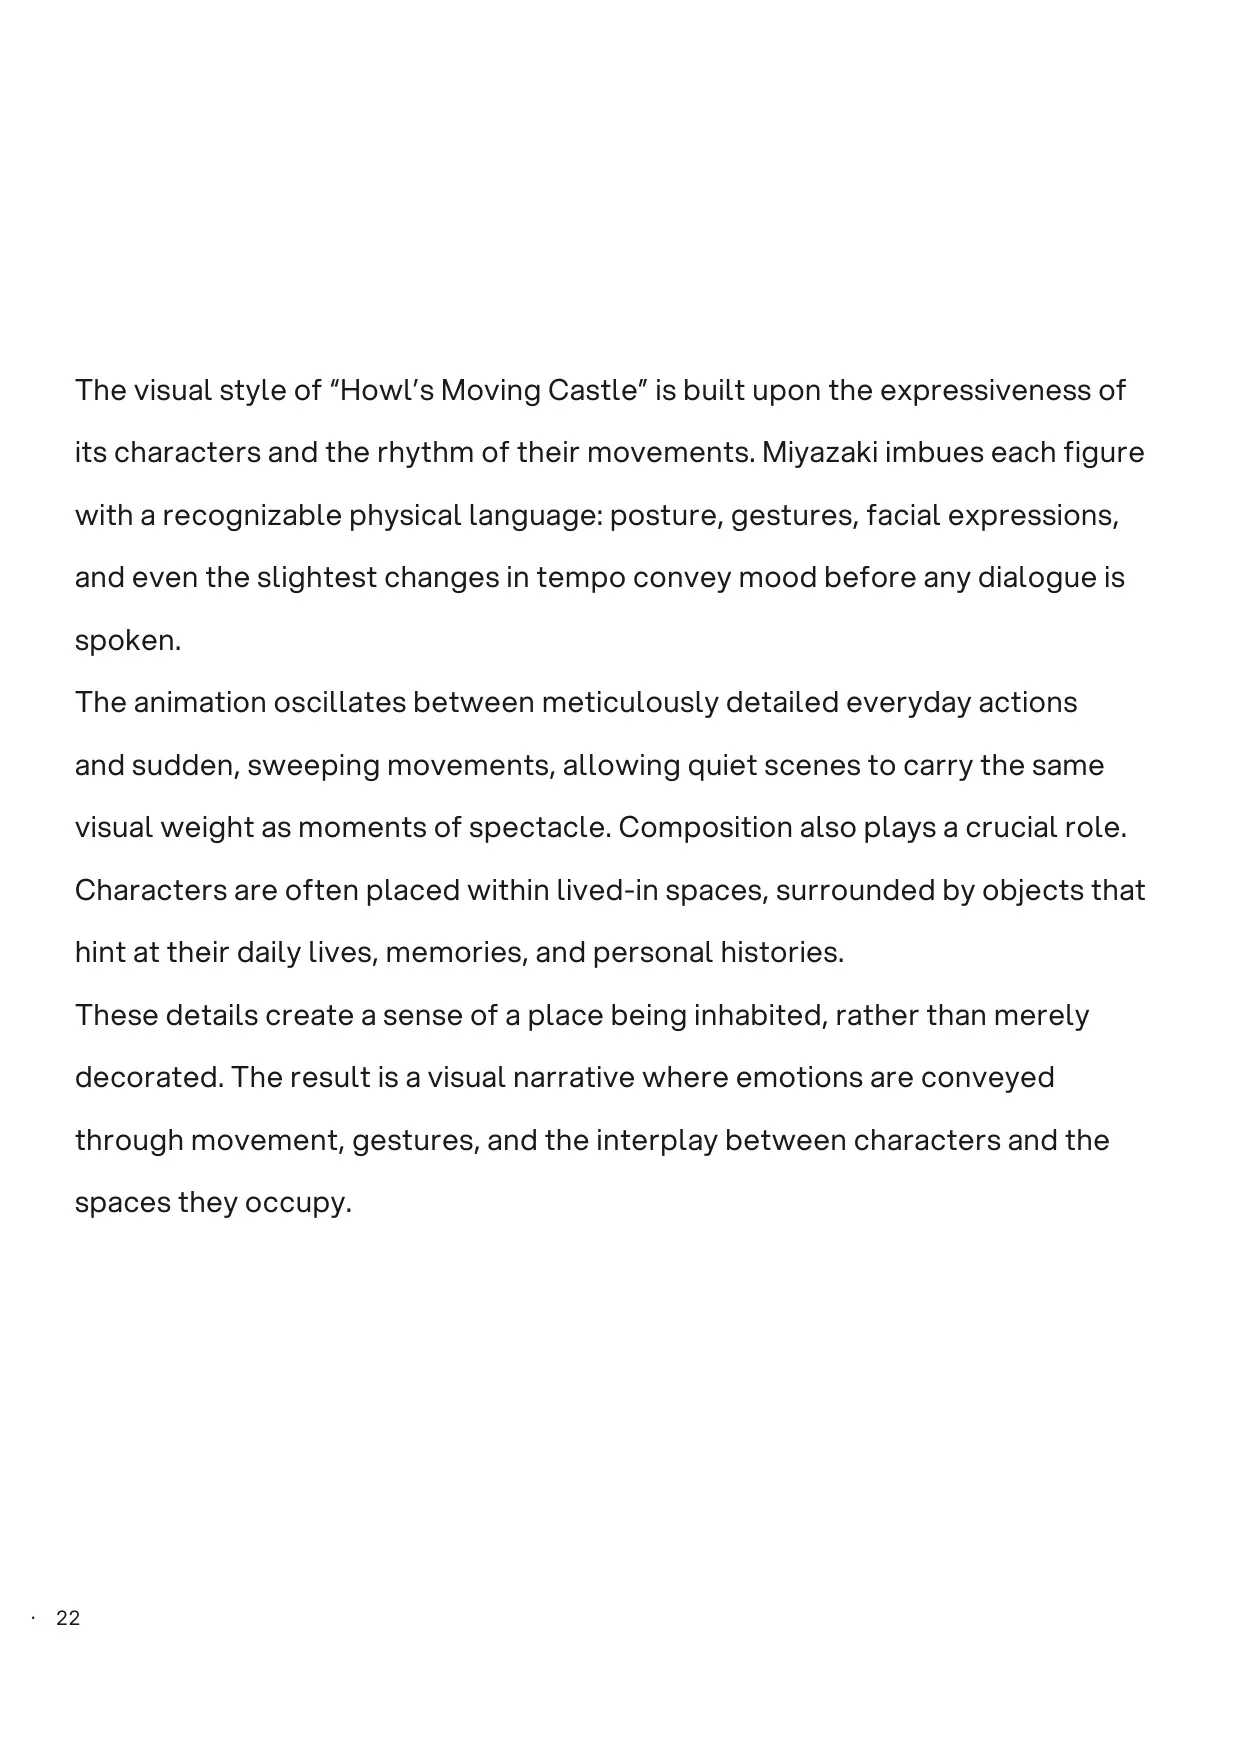 The visual style of “Howl’s Moving Castle” is built upon the expressiveness of
its characters and the rhythm of their movements. Miyazaki imbues each figure
with a recognizable physical language: posture, gestures, facial expressions,
and even the slightest changes in tempo convey mood before any dialogue is
spoken.
The animation oscillates between meticulously detailed everyday actions
and sudden, sweeping movements, allowing quiet scenes to carry the same
visual weight as moments of spectacle. Composition also plays a crucial role.
Characters are often placed within lived-in spaces, surrounded by objects that
hint at their daily lives, memories, and personal histories.
These details create a sense of a place being inhabited, rather than merely
decorated. The result is a visual narrative where emotions are conveyed
through movement, gestures, and the interplay between characters and the
spaces they occupy.
· 22